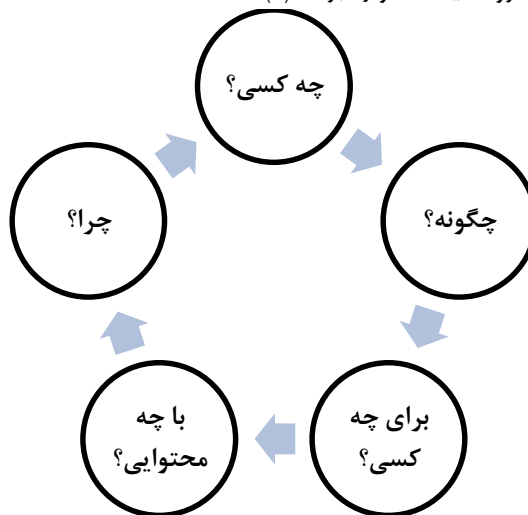 چه کسی؟
چگونه؟
برای چه
کسی؟
با چه
محتوایی؟
چرا؟